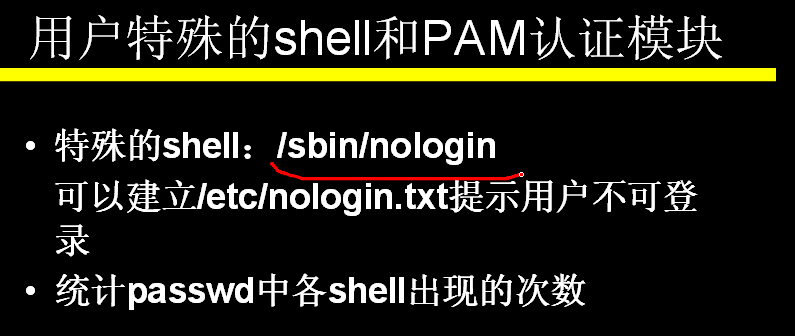 用户特殊的shell和PAM认证模块
• 特殊的shell：/sbin/nologin
可以建立/etc/nologin.txt提示用户不可登
录
• 统计passwd中各shell出现的次数